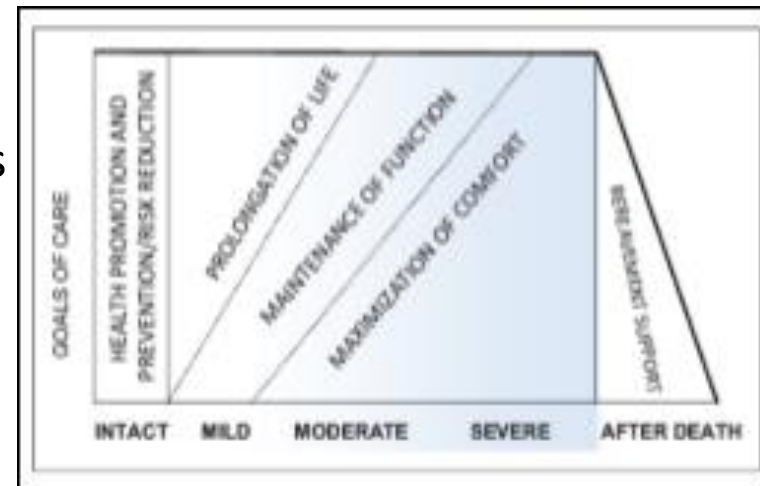 S
GOALS OF CARE
HEALTH PROMOTION AND
PREVENTION/RISK REDUCTION
PROLONGATION OF LIFE
MAINTENANCE OF FUNCTION
MAXIMIZATION OF COMFORT
BEREAVEMENT SUPPORT
INTACT MILD MODERATE SEVERE AFTER DEATH